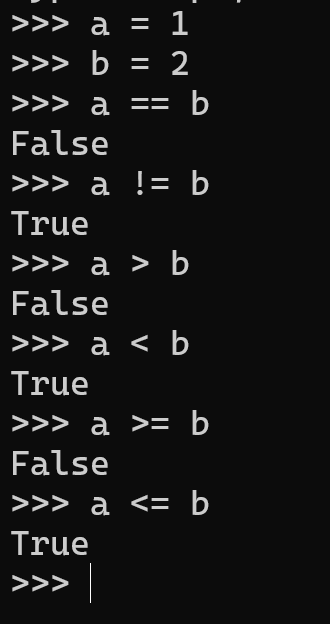 >>> a = 1
>>> b = 2
>>> a == b
False
>>> a != b
True
>>> a > b
False
>>> a < b
True
>>> a >= b
False
>>> a <= b
True
>>>